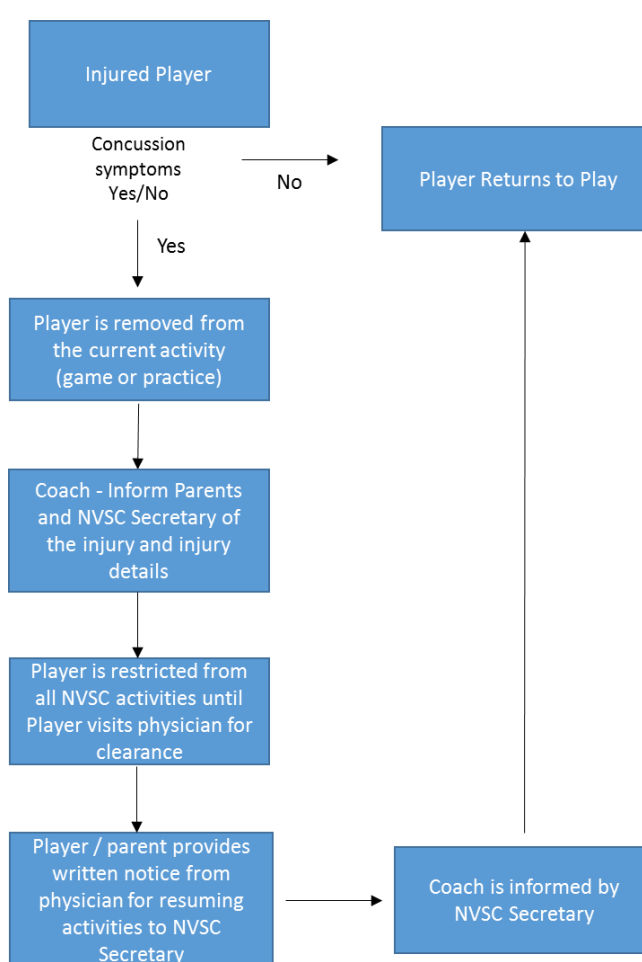 Injured Player
Concussion
symptoms
Yes/No
No
Player Returns to Play
Yes
Player is removed from
the current activity
(game or practice)
Coach - Inform Parents
and NVSC Secretary of
the injury and injury
details
Player is restricted from
all NVSC activities until
Player visits physician for
clearance
Player / parent provides
written notice from
physician for resuming
activities to NVSC
Secretary
Coach is informed by
NVSC Secretary